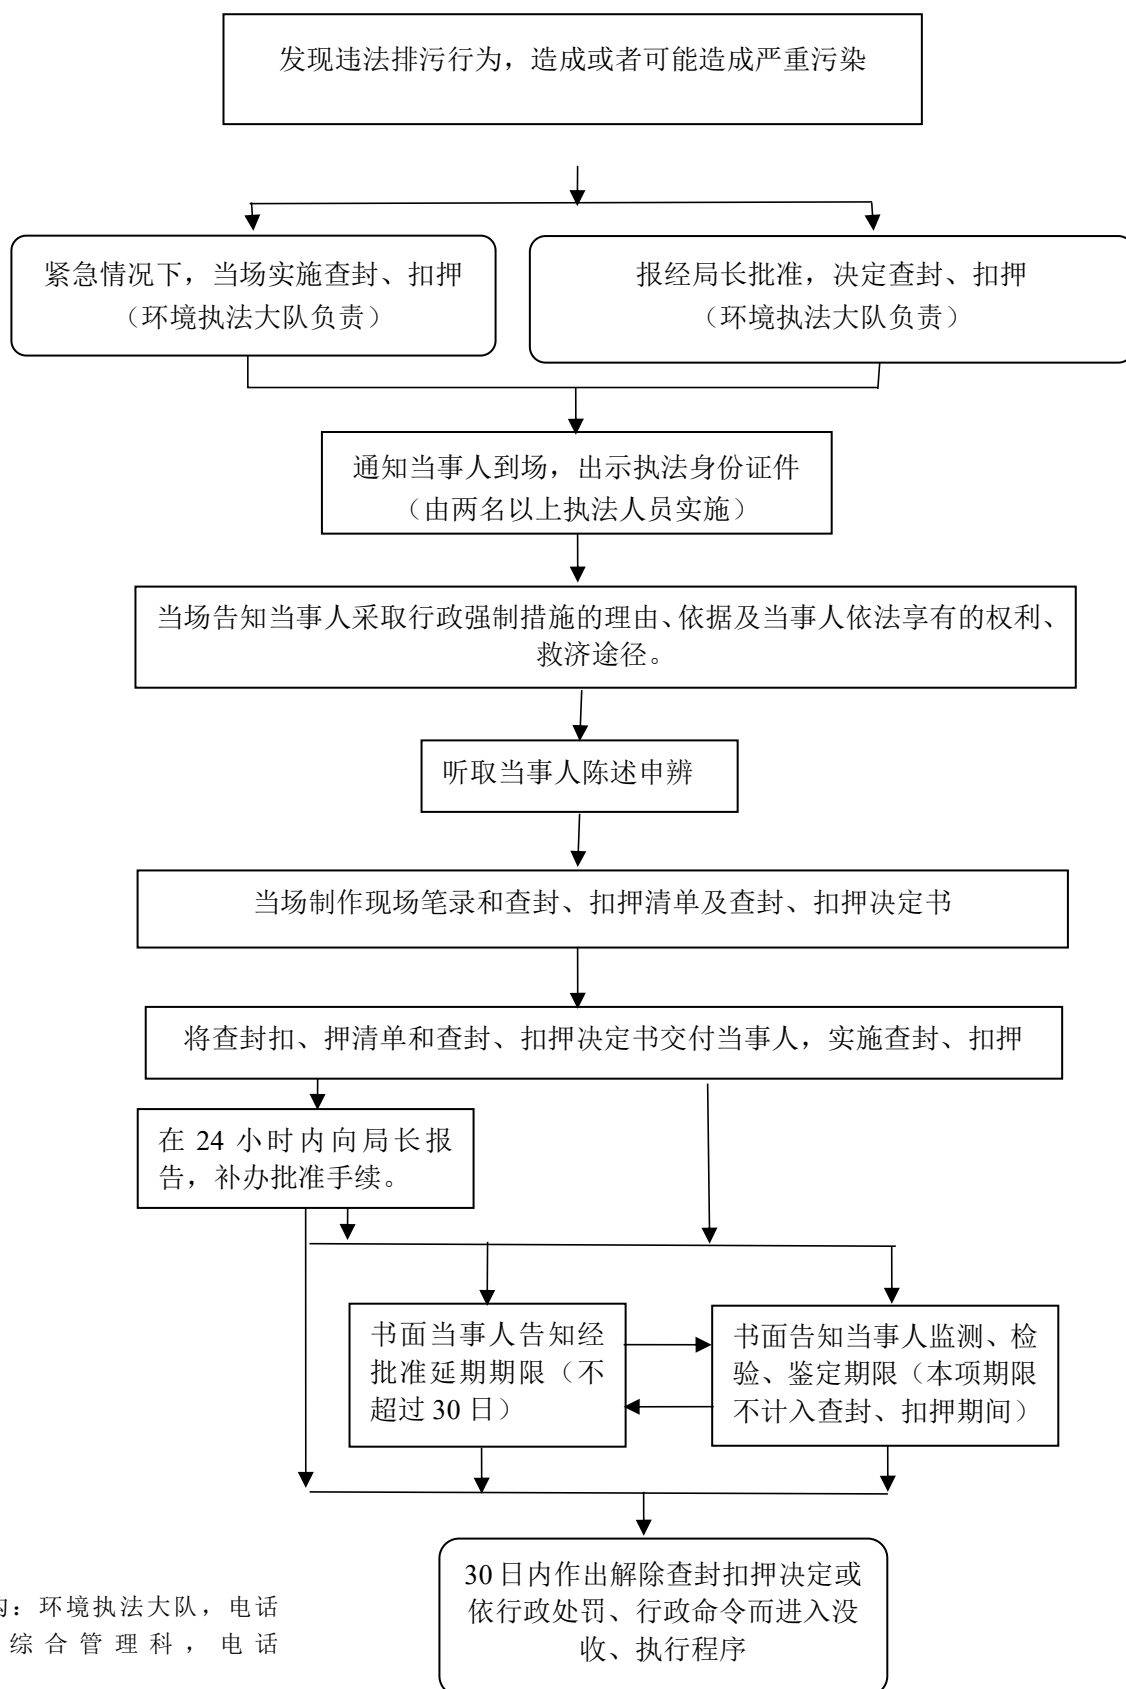 发现违法排污行为，造成或者可能造成严重污染
紧急情况下，当场实施查封、扣押
（环境执法大队负责）
报经局长批准，决定查封、扣押
（环境执法大队负责）
通知当事人到场，出示执法身份证件
（由两名以上执法人员实施）
当场告知当事人采取行政强制措施的理由、依据及当事人依法享有的权利、
救济途径。
听取当事人陈述申辨
当场制作现场笔录和查封、扣押清单及查封、扣押决定书
将查封扣、押清单和查封、扣押决定书交付当事人，实施查封、扣押
在 24 小时内向局长报
告，补办批准手续。
书面当事人告知经
批准延期期限（不
超过 30 日）
书面告知当事人监测、检
验、鉴定期限（本项期限
不计入查封、扣押期间）
30 日内作出解除查封扣押决定或
依行政处罚、行政命令而进入没
收、执行程序
：环境执法大队，电话
综合管理科，电话